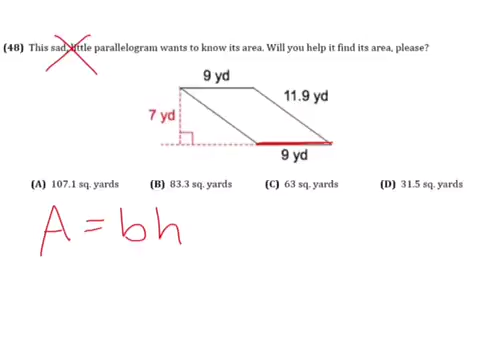 (48) This sad, little parallelogram wants to know its area. Will you help it find its area, please?
9 yd
11.9 yd
7 yd
9 yd
(A) 107.1 sq. yards (B) 83.3 sq. yards (C) 63 sq. yards (D) 31.5 sq. yards
A = bh